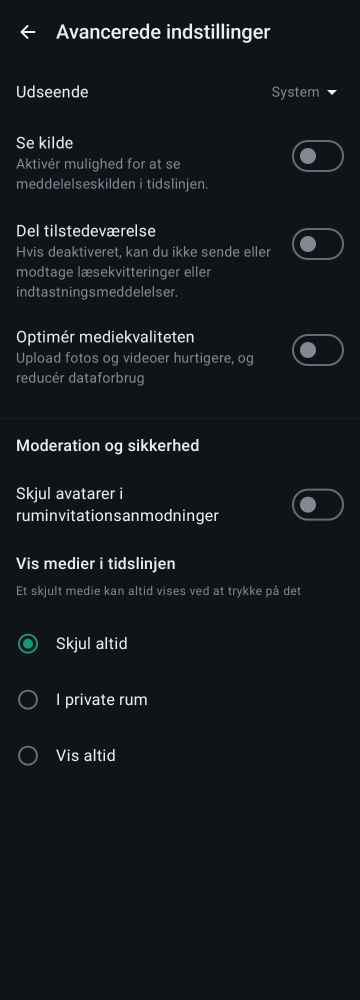 Avancerede indstillinger
Udseende
System
Se kilde
Aktivér mulighed for at se
meddelelseskilden i tidslinjen.
Del tilstedeværelse
Hvis deaktiveret, kan du ikke sende eller
modtage læsekvitteringer eller
indtastningsmeddelelser.
Optimér mediekvaliteten
Upload fotos og videoer hurtigere, og
reducér dataforbrug
Moderation og sikkerhed
Skjul avatarer i
ruminvitationsanmodninger
Vis medier i tidslinjen
Et skjult medie kan altid vises ved at trykke på det
Skjul altid
I private rum
Vis altid